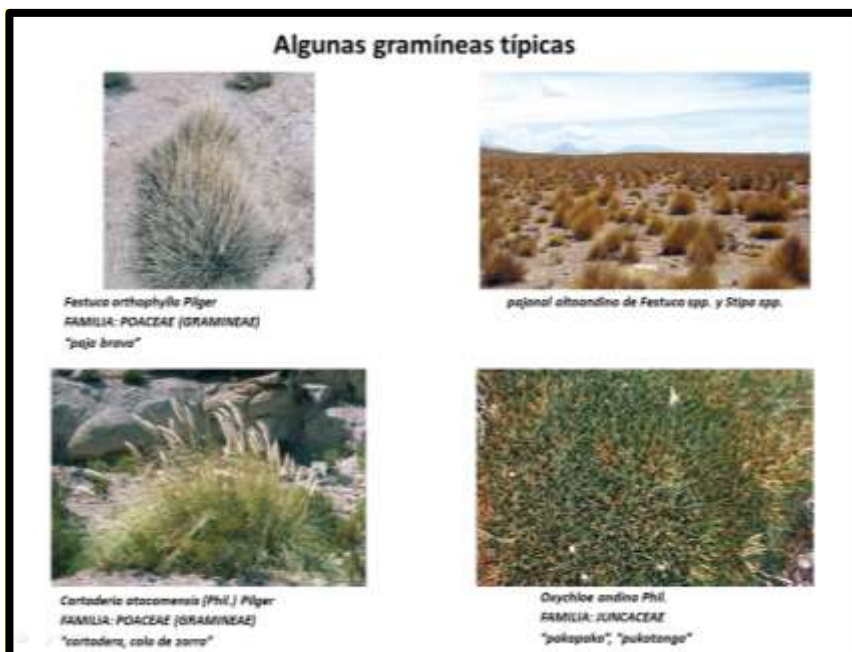 Algunas gramíneas típicas
Festuca orthophylla Pilger
FAMILIA: POACEAE (GRAMINEAE)
"paja brava"
pajonal altoandino de Festuca spp. y Stipa spp.
Cortaderia atacamensis (Phil.) Pilger
FAMILIA: POACEAE (GRAMINEAE)
"cortadera, cola de zorro"
Oxychloe andina Phil.
FAMILIA: JUNCACEAE
"pakopako", "pukatonga"